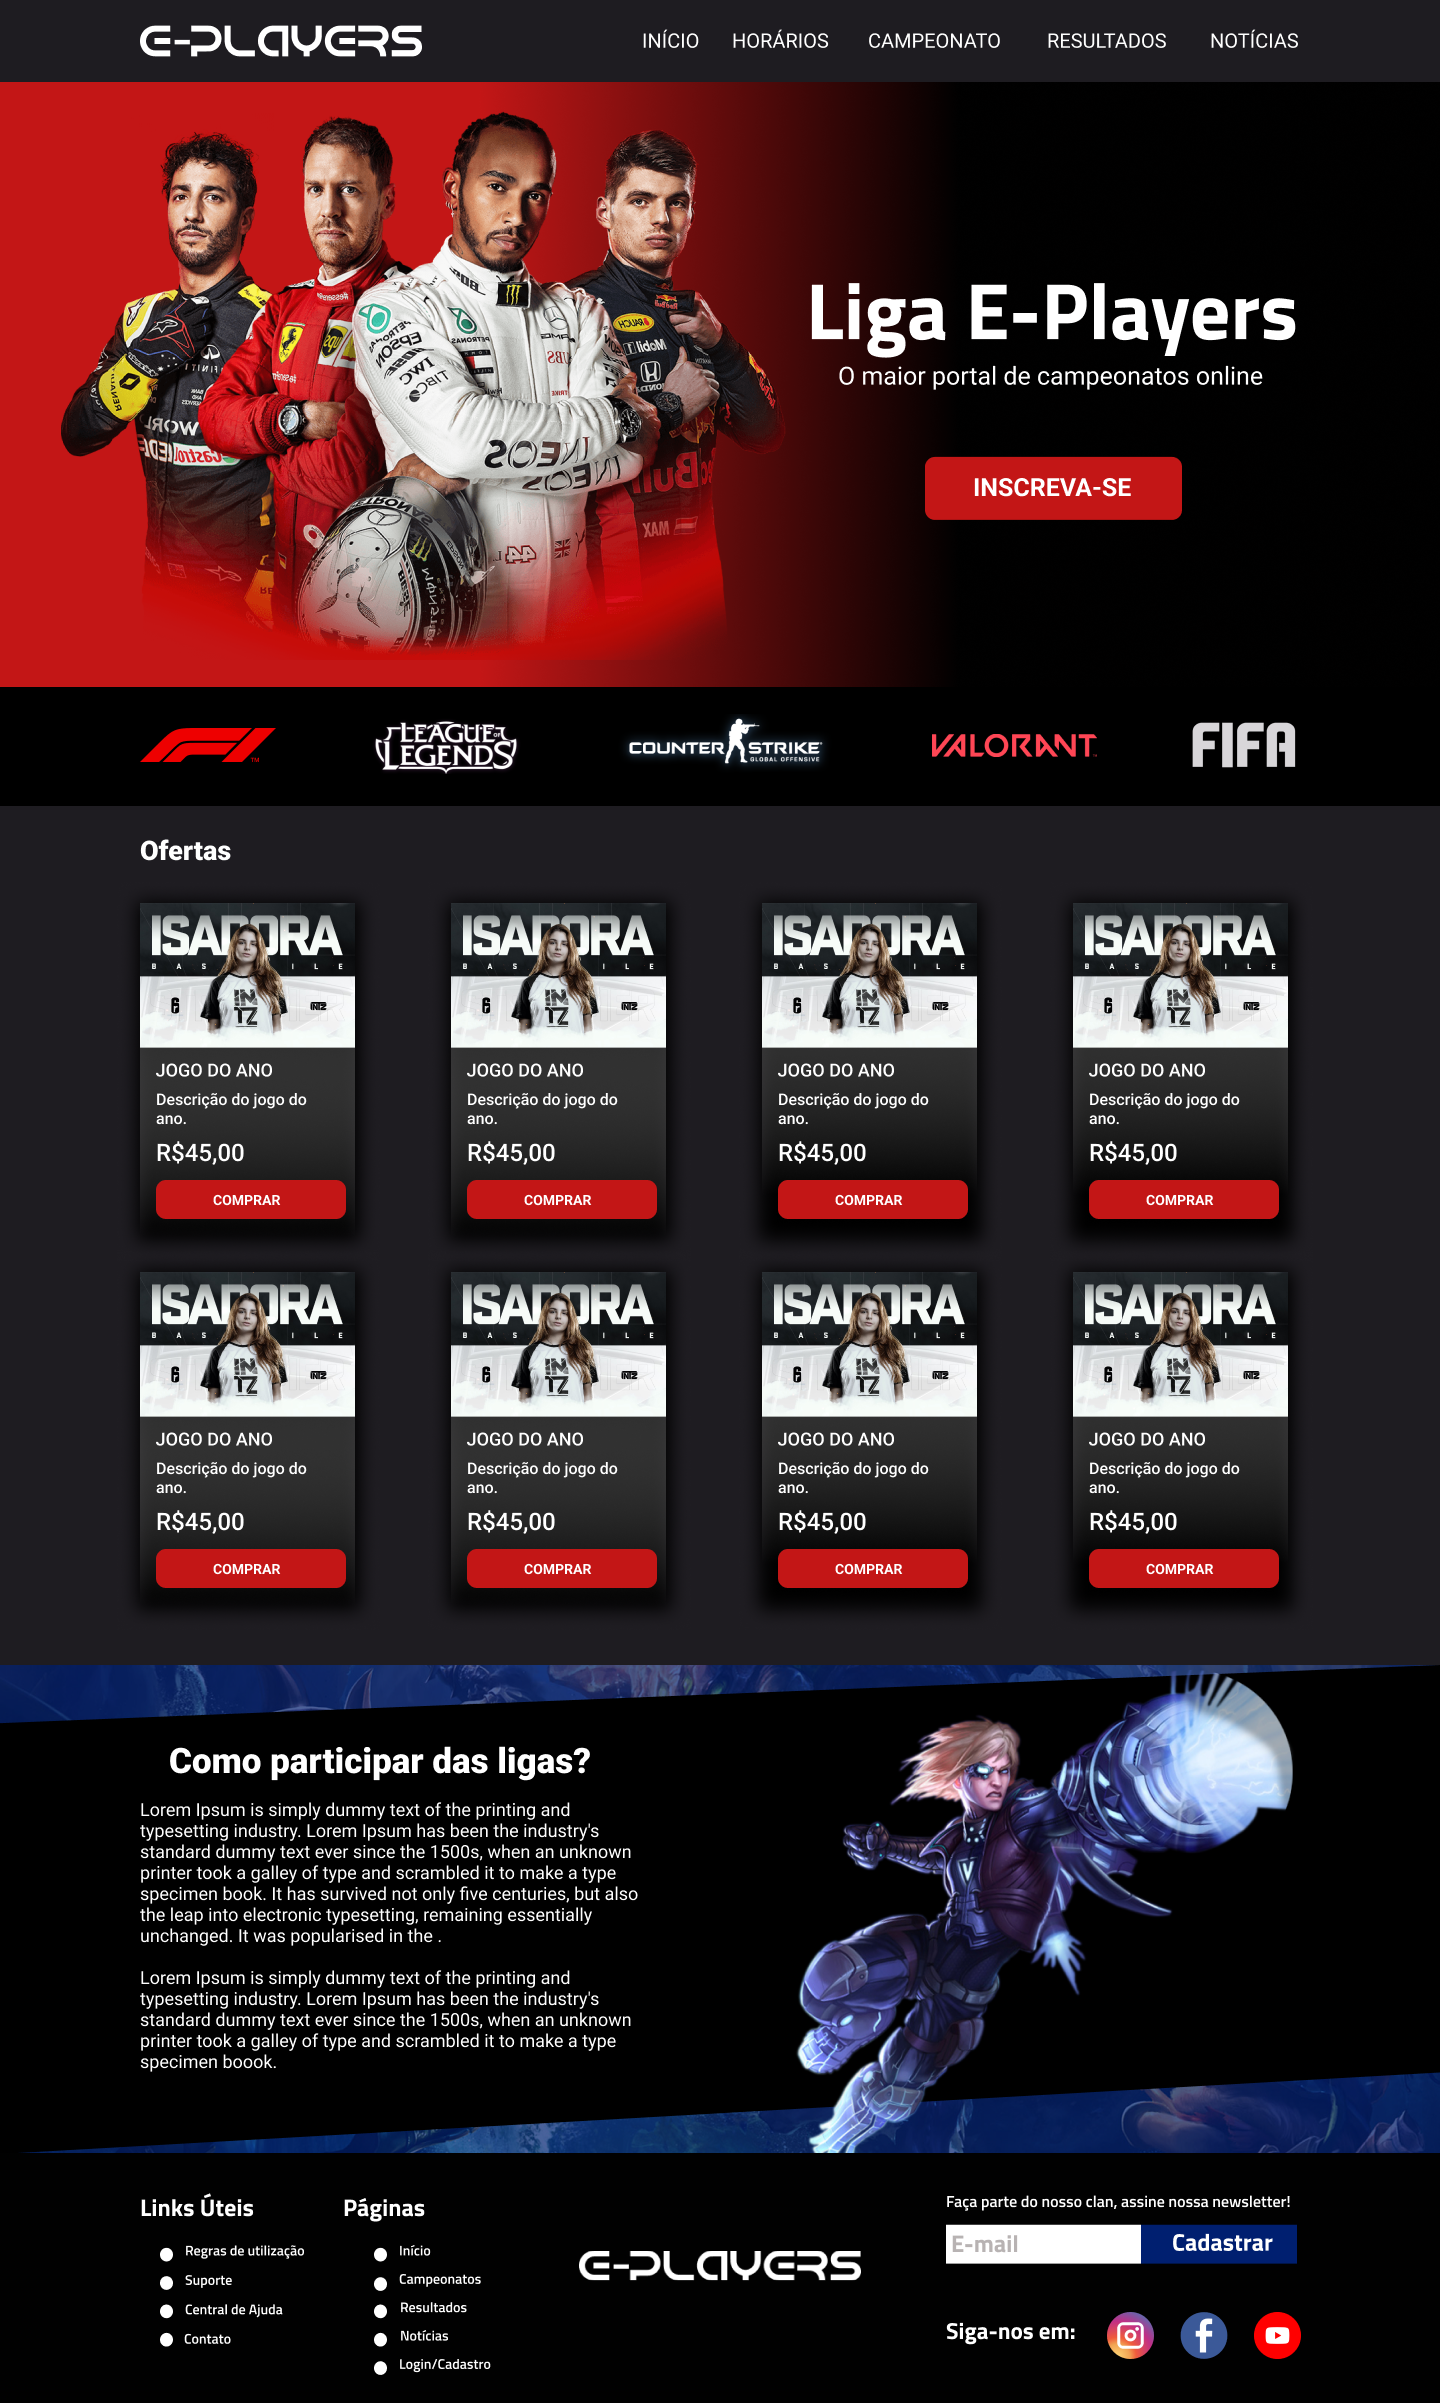 E-PLAYERS
INÍCIO HORÁRIOS CAMPEONATO RESULTADOS NOTÍCIAS
Liga E-Players
O maior portal de campeonatos online
INSCREVA-SE
F1
LEAGUE OF LEGENDS
COUNTER STRIKE
GLOBAL OFFENSIVE
VALORANT
FIFA
Ofertas
ISADORA
INTZ
JOGO DO ANO
Descrição do jogo do
ano.
R$45,00
COMPRAR
ISADORA
INTZ
JOGO DO ANO
Descrição do jogo do
ano.
R$45,00
COMPRAR
ISADORA
INTZ
JOGO DO ANO
Descrição do jogo do
ano.
R$45,00
COMPRAR
ISADORA
INTZ
JOGO DO ANO
Descrição do jogo do
ano.
R$45,00
COMPRAR
ISADORA
INTZ
JOGO DO ANO
Descrição do jogo do
ano.
R$45,00
COMPRAR
ISADORA
INTZ
JOGO DO ANO
Descrição do jogo do
ano.
R$45,00
COMPRAR
ISADORA
INTZ
JOGO DO ANO
Descrição do jogo do
ano.
R$45,00
COMPRAR
ISADORA
INTZ
JOGO DO ANO
Descrição do jogo do
ano.
R$45,00
COMPRAR
Como participar das ligas?
Lorem Ipsum is simply dummy text of the printing and
typesetting industry. Lorem Ipsum has been the industry's
standard dummy text ever since the 1500s, when an unknown
printer took a galley of type and scrambled it to make a type
specimen book. It has survived not only five centuries, but also
the leap into electronic typesetting, remaining essentially
unchanged. It was popularised in the .
Lorem Ipsum is simply dummy text of the printing and
typesetting industry. Lorem Ipsum has been the industry's
standard dummy text ever since the 1500s, when an unknown
printer took a galley of type and scrambled it to make a type
specimen boook.
Links Úteis
Regras de utilização
Suporte
Central de Ajuda
Contato
Páginas
Início
Campeonatos
Resultados
Notícias
Login/Cadastro
E-PLAYERS
Faça parte do nosso clan, assine nossa newsletter!
E-mail
Cadastrar
Siga-nos em: